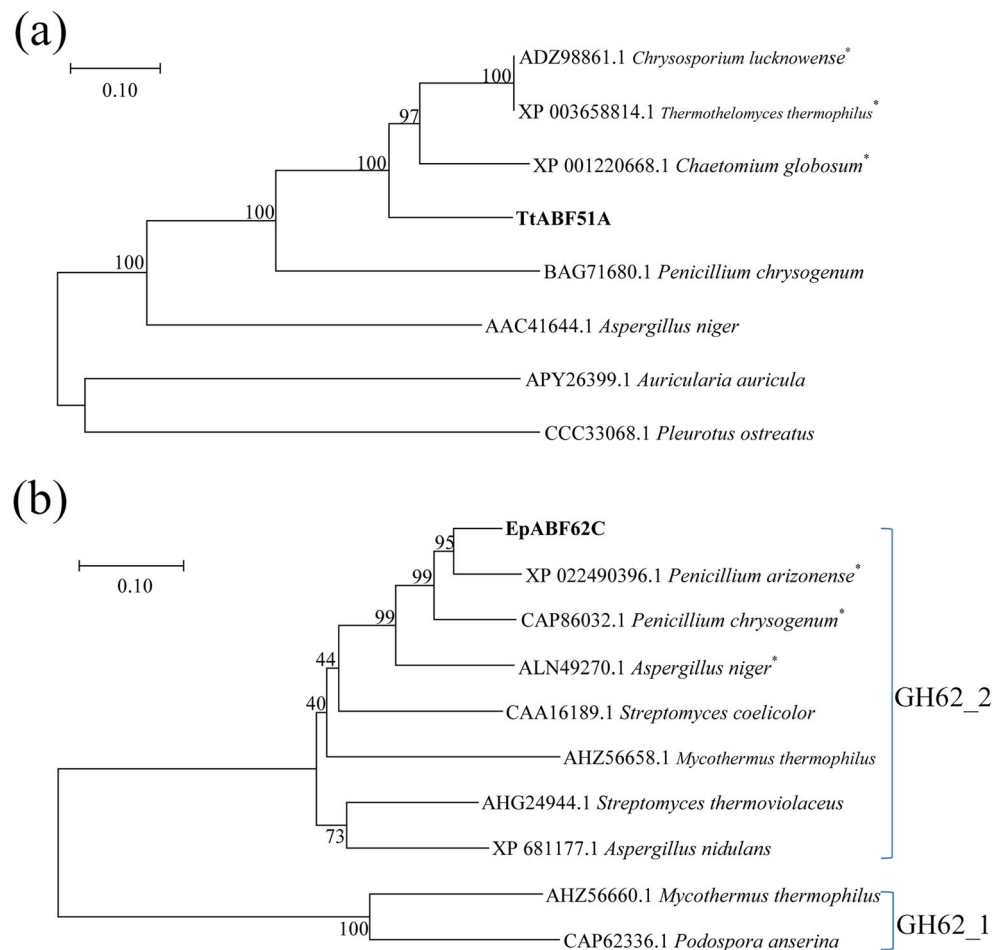 (a)
0.10
100
ADZ98861.1 Chrysosporium lucknowense*
XP 003658814.1 Thermothelomyces thermophilus*
97
XP 001220668.1 Chaetomium globosum*
100
TtABF51A
100
BAG71680.1 Penicillium chrysogenum
100
AAC41644.1 Aspergillus niger
APY26399.1 Auricularia auricula
CCC33068.1 Pleurotus ostreatus
(b)
0.10
EpABF62C
95
XP 022490396.1 Penicillium arizonense*
99
CAP86032.1 Penicillium chrysogenum*
99
ALN49270.1 Aspergillus niger*
44
CAA16189.1 Streptomyces coelicolor
40
AHZ56658.1 Mycothermus thermophilus
AHG24944.1 Streptomyces thermoviolaceus
73
XP 681177.1 Aspergillus nidulans
GH62_2
AHZ56660.1 Mycothermus thermophilus
100
CAP62336.1 Podospora anserina
GH62_1